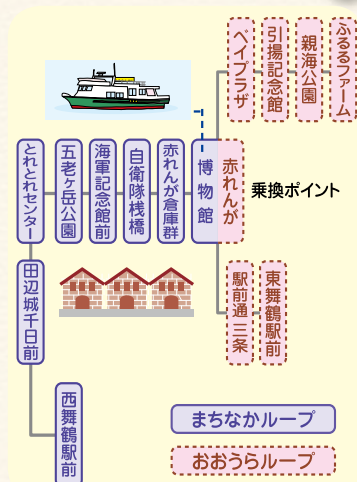 ベイプラザ
引揚記念館
親海公園
ふるるファーム
とれとれセンター
五老ヶ岳公園
海軍記念館前
自衛隊桟橋
赤れんが倉庫群
赤れんが
博物館
乗換ポイント
田辺城千日前
西舞鶴駅前
駅前通三条
東舞鶴駅前
まちなかループ
おおうらループ